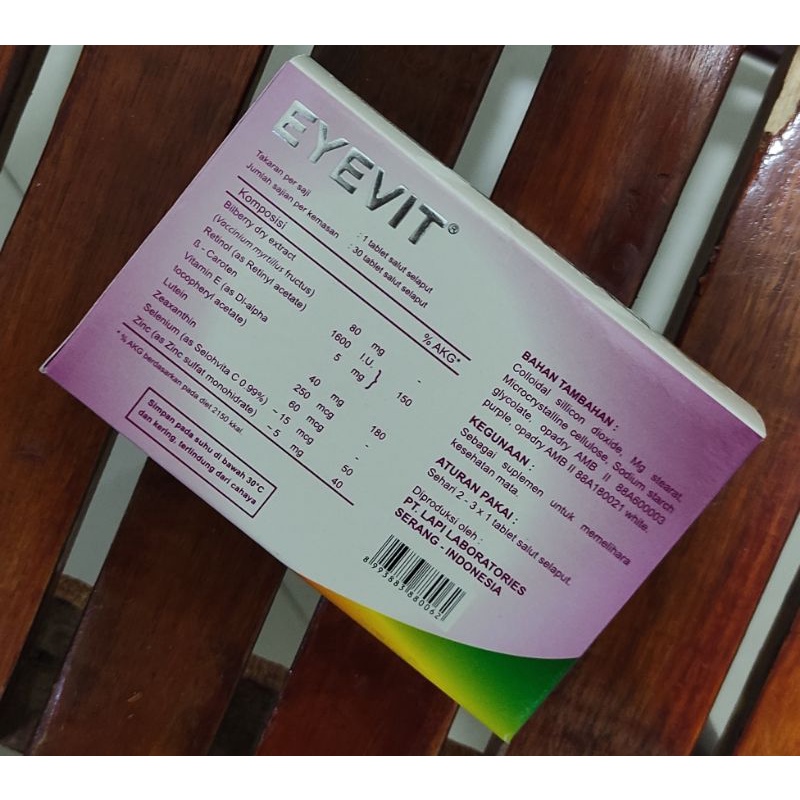 EYEVIT®
Takaran per saji : 1 tablet salut selaput
Jumlah sajian per kemasan : 30 tablet salut selaput
Komposisi % AKG*
Bilberry dry extract 80 mg -
(Voccinium myrtillus fructus)
Retinol (as Retinyl acetate) 1600 I.U. } 150
ß - Caroten 5 mg
Vitamin E (as Dl-alpha 40 mg 180
tocopheryl acetate)
Lutein 250 mcg -
Zeaxanthin 60 mcg -
Selenium (as Selohvita C 0.99%) ~15 mcg 50
Zinc (as Zinc sulfat monohidrate) ~5 mg 40
* % AKG berdasarkan pada diet 2150 kkal.
Simpan pada suhu di bawah 30°C
dan kering, terlindung dari cahaya
BAHAN TAMBAHAN :
Colloidal sillicon dioxide, Mg stearat,
Microcrystalline cellulose, Sodium starch
glycolate, opadry AMB II 88A600003
purple, opadry AMB II 88A180021 white.
KEGUNAAN :
Sebagai suplemen untuk memelihara
kesehatan mata
ATURAN PAKAI :
Sehari 2 - 3 x 1 tablet salut selaput.
Diproduksi oleh :
PT. LAPI LABORATORIES
SERANG - INDONESIA
8993883880062